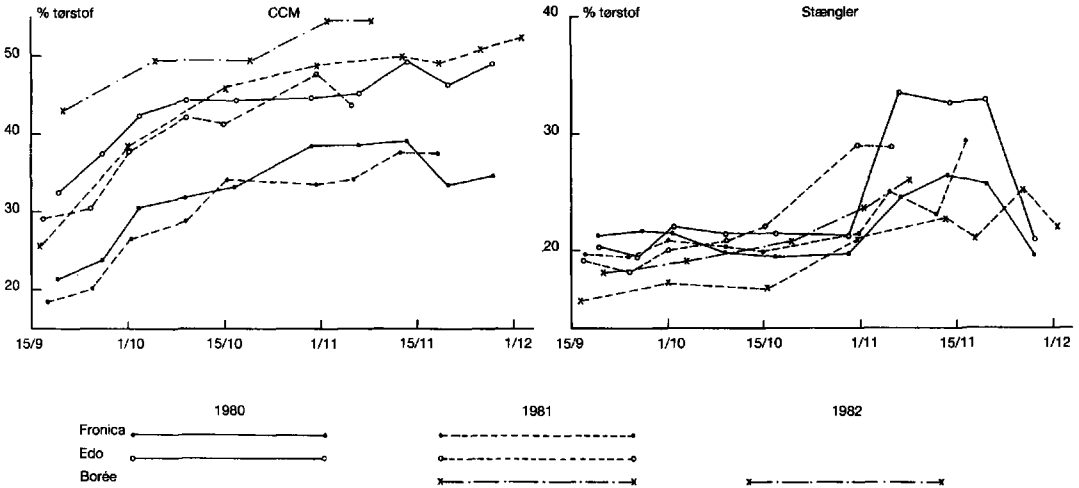 % tørstof CCM
50
40
30
20
15/9 1/10 15/10 1/11 15/11 1/12
40 % tørstof Stængler
30
20
15/9 1/10 15/10 1/11 15/11 1/12
1980 1981 1982
Fronica
Edo
Borée